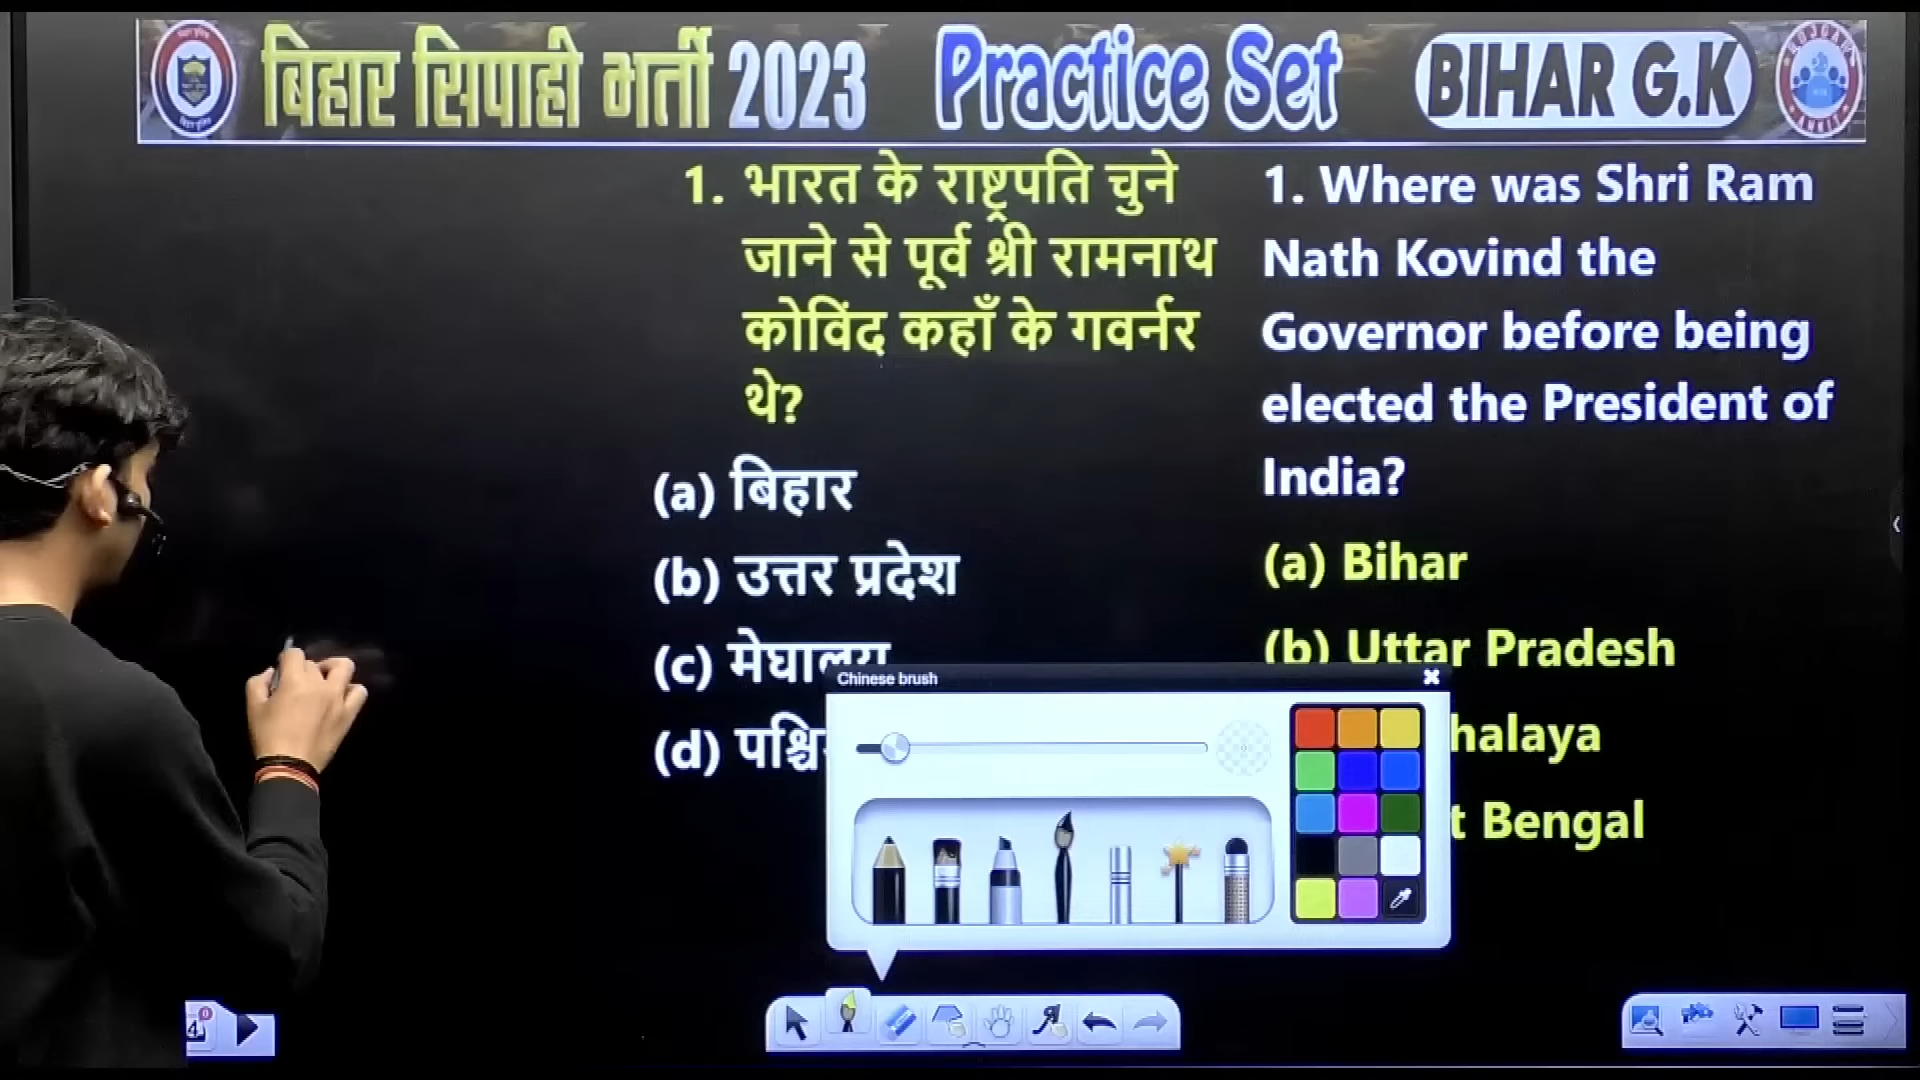 बिहार सिपाही भर्ती 2023 Practice Set BIHAR G.K
1. भारत के राष्ट्रपति चुने
जाने से पूर्व श्री रामनाथ
कोविंद कहाँ के गवर्नर
थे?
(a) बिहार
(b) उत्तर प्रदेश
(c) मेघालय
(d)
1. Where was Shri Ram
Nath Kovind the
Governor before being
elected the President of
India?
(a) Bihar
(b) Uttar Pradesh
halaya
t Bengal
Chinese brush